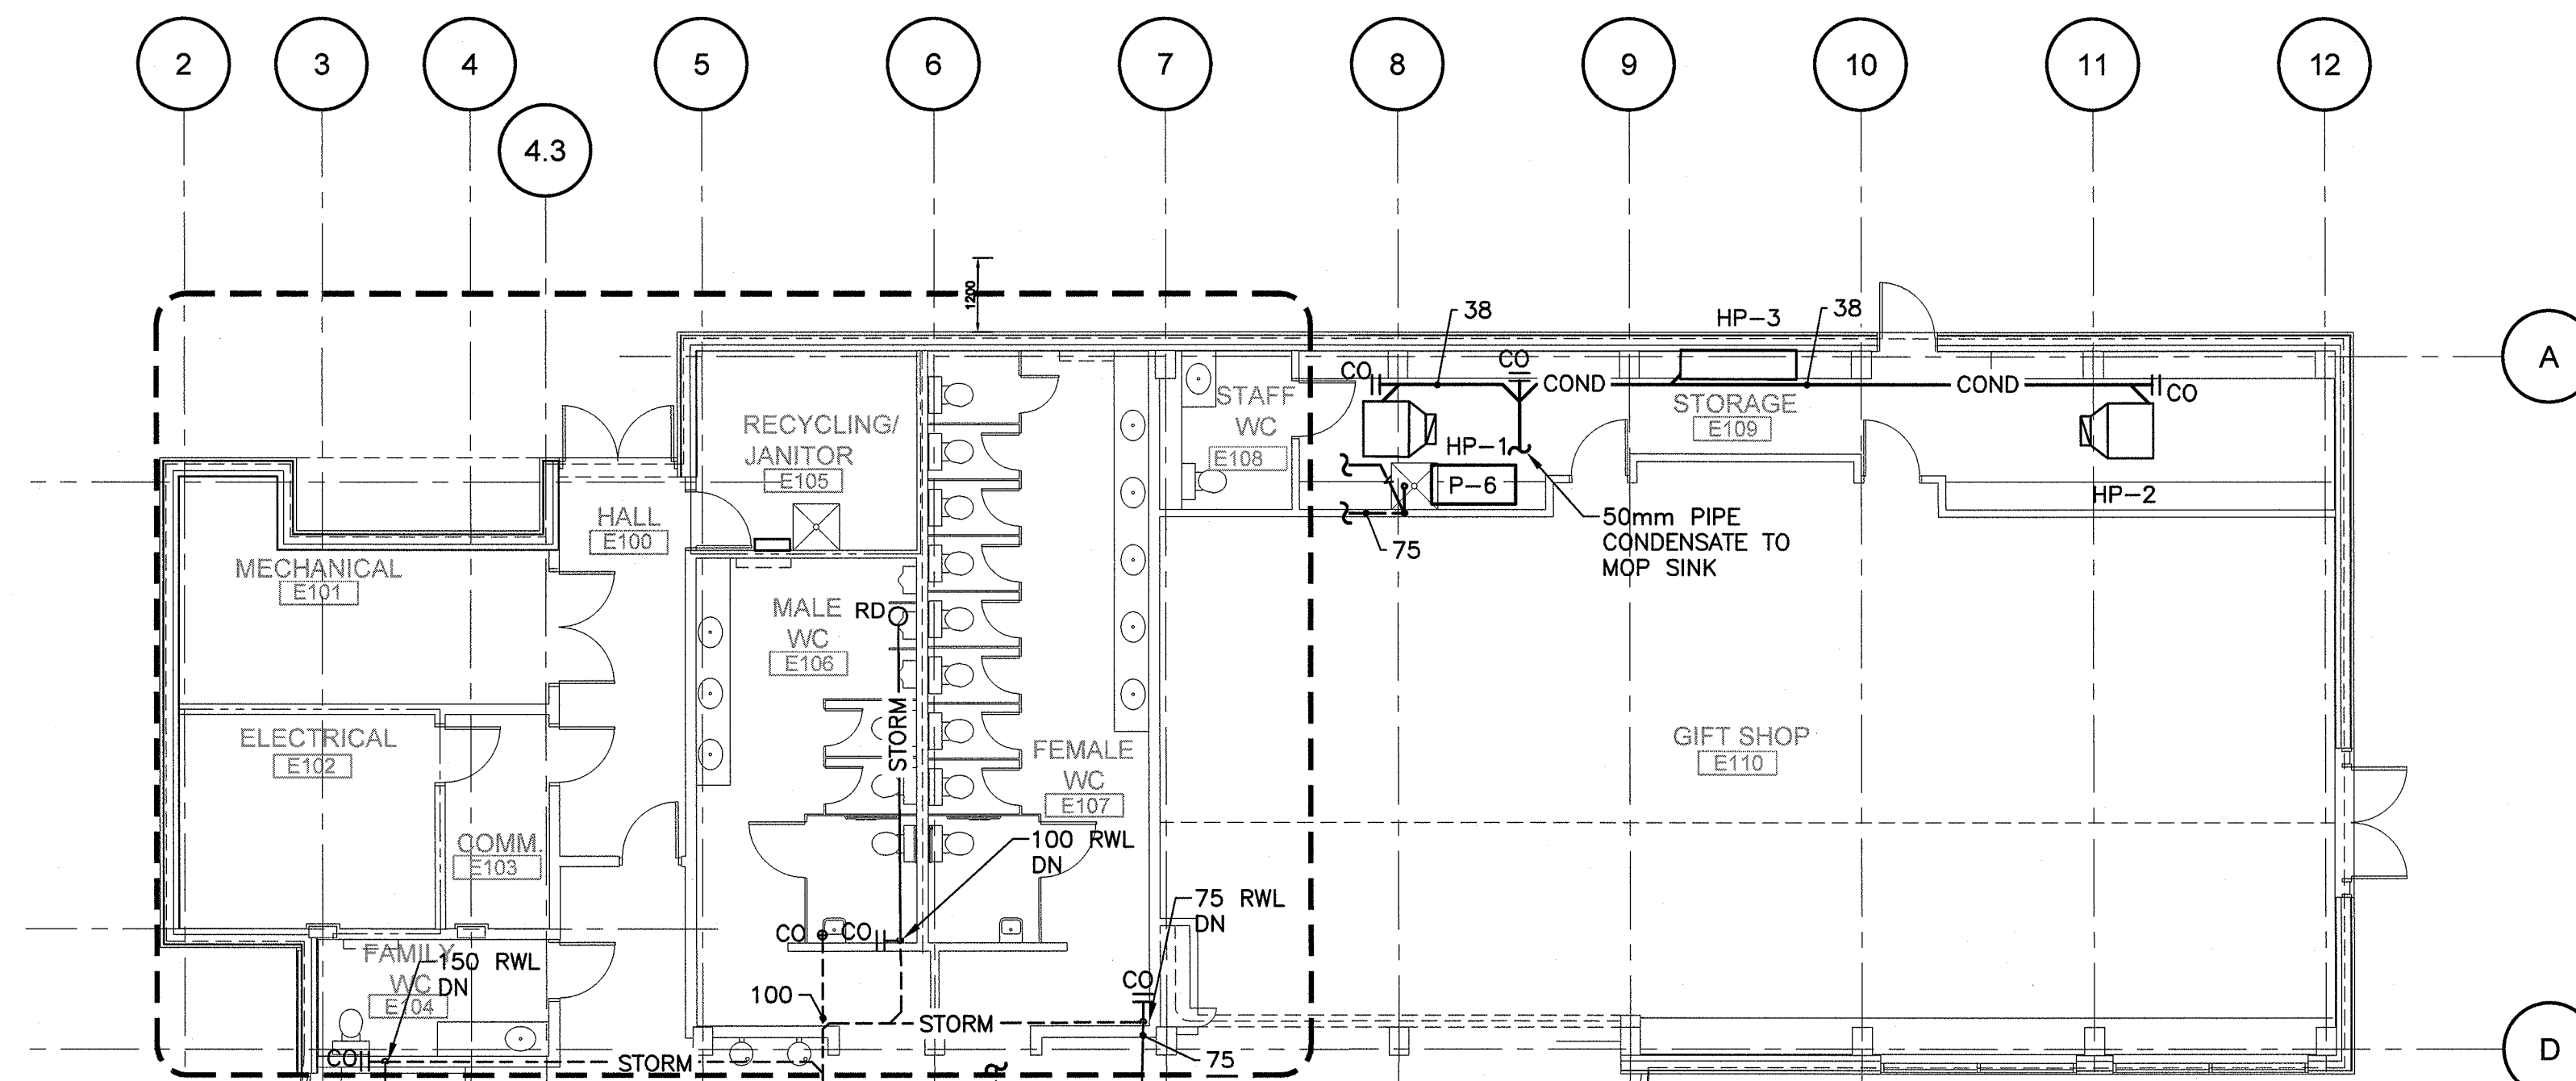 2
3
4
4.3
5
6
7
8
9
10
11
12
A
D
1200
38
HP-3
38
CO
CO
COND
COND
CO
STORAGE
E109
STAFF
WC
E108
HP-1
P-6
HP-2
75
50mm PIPE
CONDENSATE TO
MOP SINK
RECYCLING/
JANITOR
E105
HALL
E100
MECHANICAL
E101
MALE
WC
E106
RD
STORM
ELECTRICAL
E102
COMM.
E103
FEMALE
WC
E107
GIFT SHOP
E110
100 RWL
DN
75 RWL
DN
CO
CO
CO
FAMILY
WC
E104
150 RWL
DN
100
STORM
CO
STORM
75